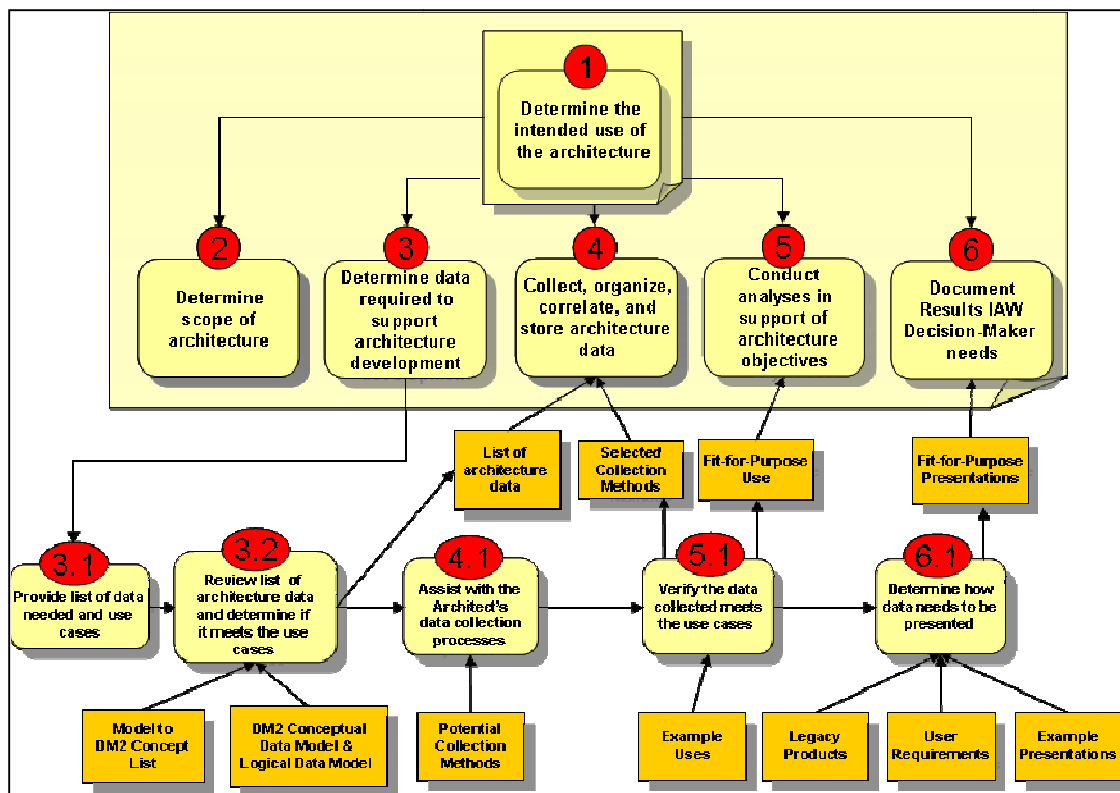 1
Determine the
intended use of
the architecture
2
Determine
scope of
architecture
3
Determine data
required to
support
architecture
development
4
Collect, organize,
correlate, and
store architecture
data
5
Conduct
analyses in
support of
architecture
objectives
6
Document
Results IAW
Decision-Maker
needs
List of
architecture
data
Selected
Collection
Methods
Fit-for-Purpose
Use
Fit-for-Purpose
Presentations
3.1
Provide list of data
needed and use
cases
3.2
Review list of
architecture data
and determine if
it meets the use
cases
4.1
Assist with the
Architect's
data collection
processes
5.1
Verify the data
collected meets
the use cases
6.1
Determine how
data needs to be
presented
Model to
DM2 Concept
List
DM2 Conceptual
Data Model &
Logical Data Model
Potential
Collection
Methods
Example
Uses
Legacy
Products
User
Requirements
Example
Presentations